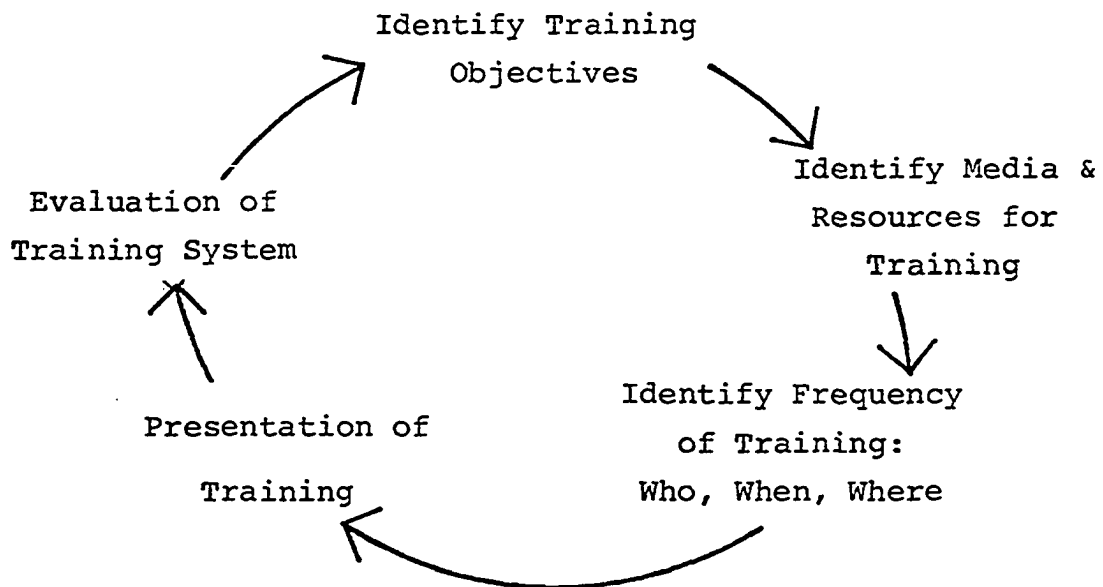 Identify Training
Objectives
Identify Media &
Resources for
Training
Identify Frequency
of Training:
Who, When, Where
Presentation of
Training
Evaluation of
Training System